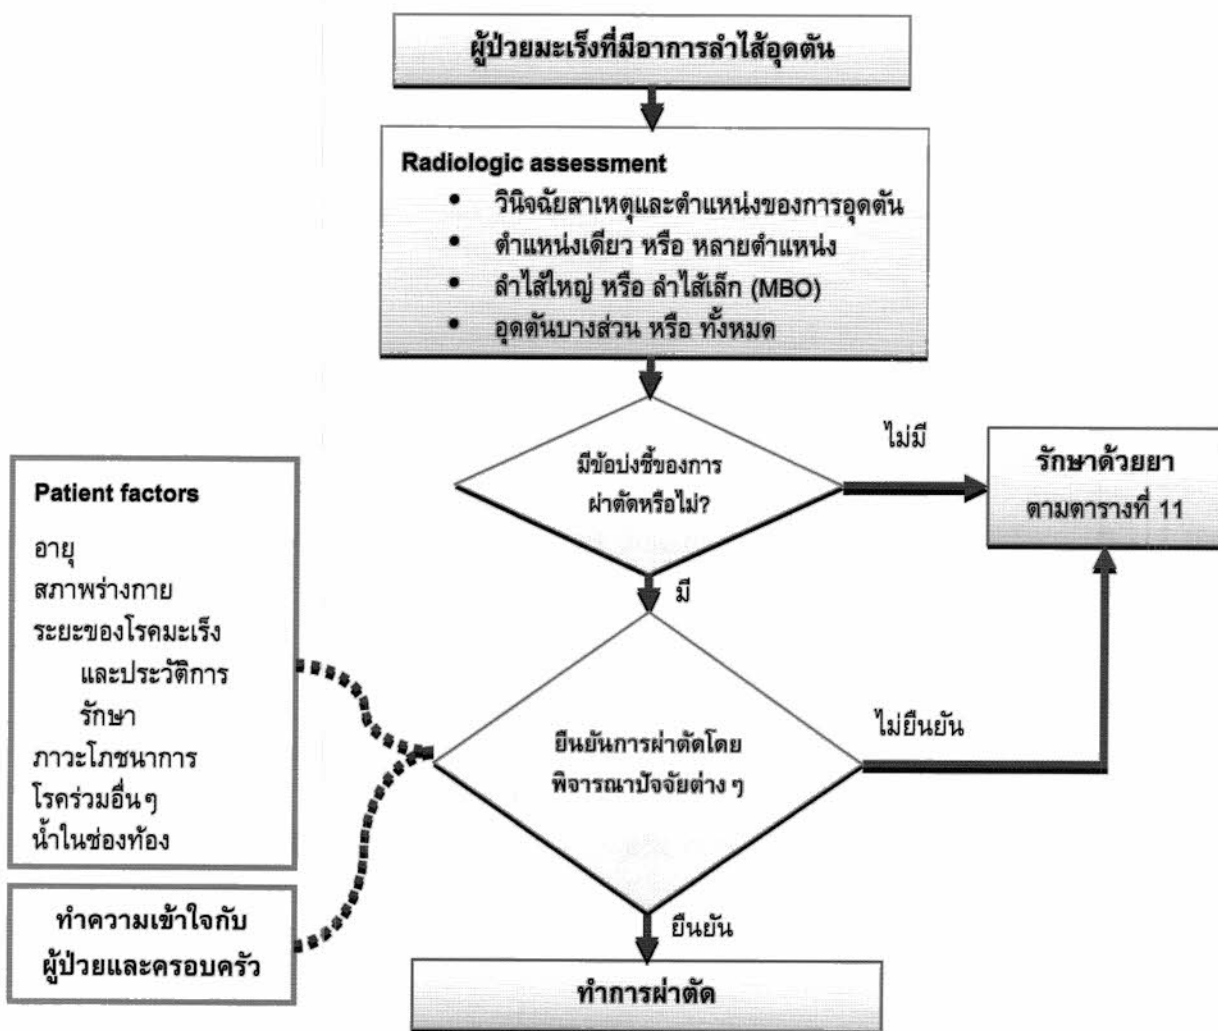 ผู้ป่วยมะเร็งที่มีอาการลำไส้อุดตัน
Radiologic assessment
• วินิจฉัยสาเหตุและตำแหน่งของการอุดตัน
• ตำแหน่งเดียว หรือ หลายตำแหน่ง
• ลำไส้ใหญ่ หรือ ลำไส้เล็ก (MBO)
• อุดตันบางส่วน หรือ ทั้งหมด
มีข้อบ่งชี้ของการ
ผ่าตัดหรือไม่?
ไม่มี
รักษาด้วยยา
ตามตารางที่ 11
มี
Patient factors
อายุ
สภาพร่างกาย
ระยะของโรคมะเร็ง
และประวัติการ
รักษา
ภาวะโภชนาการ
โรคร่วมอื่นๆ
น้ำในช่องท้อง
ทำความเข้าใจกับ
ผู้ป่วยและครอบครัว
ยืนยันการผ่าตัดโดย
พิจารณาปัจจัยต่าง ๆ
ไม่ยืนยัน
ยืนยัน
ทำการผ่าตัด